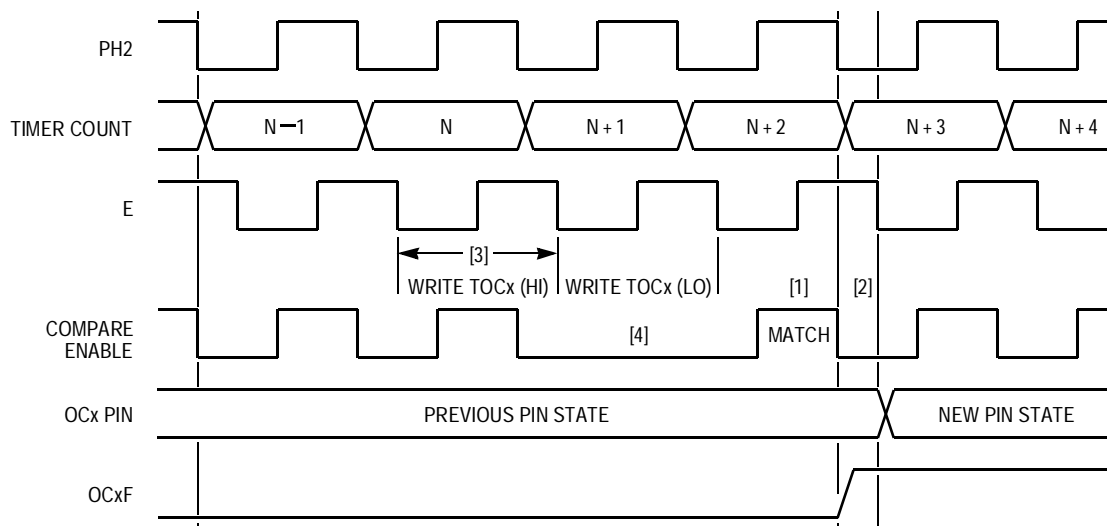 PH2
TIMER COUNT
N—1
N
N + 1
N + 2
N + 3
N + 4
E
[3]
WRITE TOCx (HI)
WRITE TOCx (LO)
[1]
[2]
COMPARE
ENABLE
[4]
MATCH
OCx PIN
PREVIOUS PIN STATE
NEW PIN STATE
OCxF